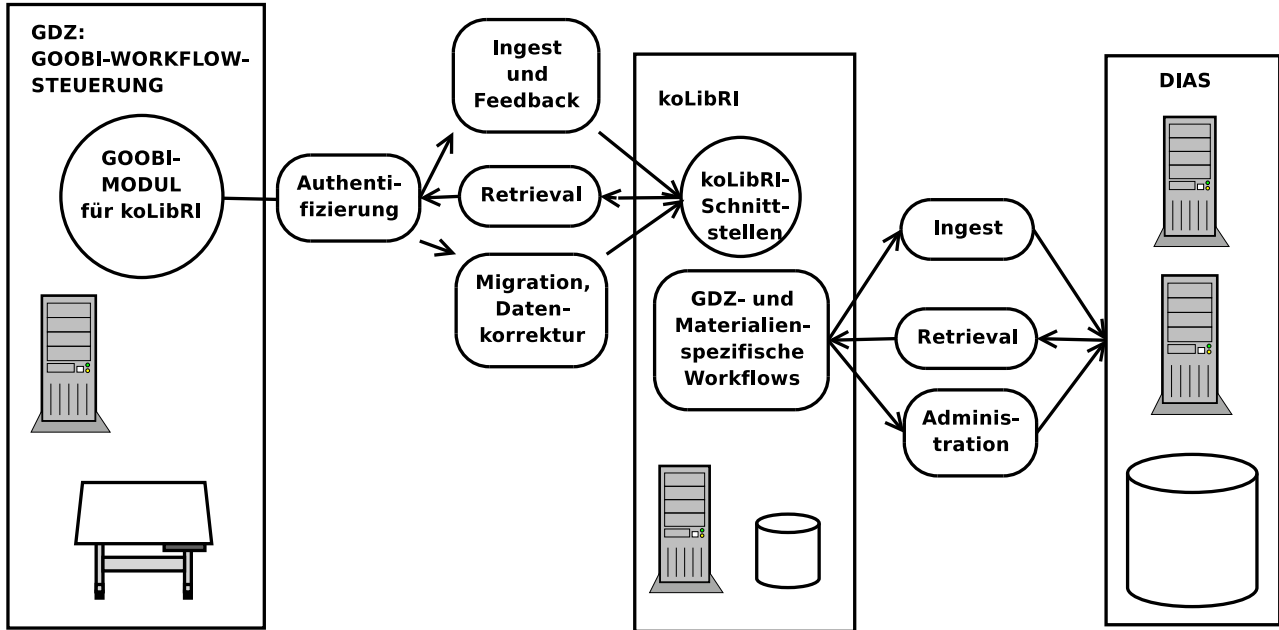 GDZ:
GOOBI-WORKFLOW-
STEUERUNG
GOOBI-
MODUL
für koLibRI
Authenti-
fizierung
Ingest
und
Feedback
Retrieval
Migration,
Daten-
korrektur
koLibRI
koLibRI-
Schnitt-
stellen
GDZ- und
Materialien-
spezifische
Workflows
Ingest
Retrieval
Adminis-
tration
DIAS